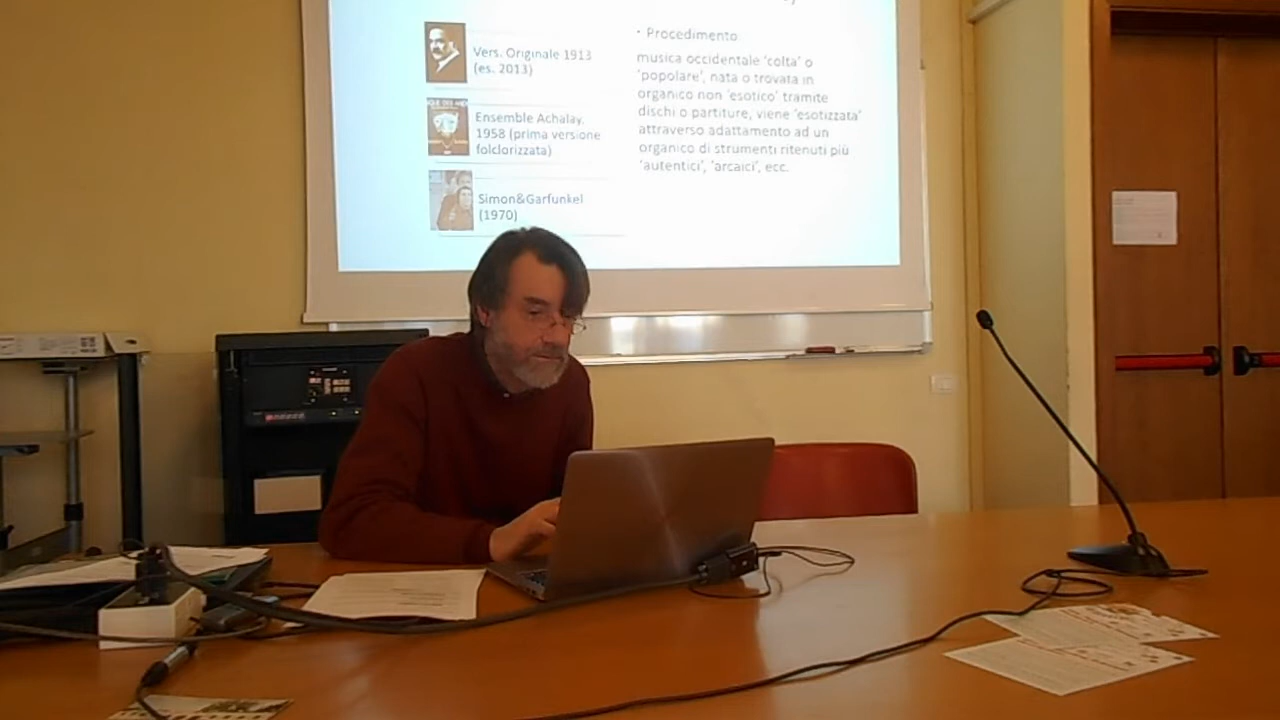 Vers. Originale 1913
(es. 2013)
Ensemble Achalay.
1958 (prima versione
folclorizzata)
Simon&Garfunkel
(1970)
• Procedimento
musica occidentale 'colta' o
'popolare', nata o trovata in
organico non 'esotico' tramite
dischi o partiture, viene 'esotizzata'
attraverso adattamento ad un
organico di strumenti ritenuti più
'autentici', 'arcaici', ecc.